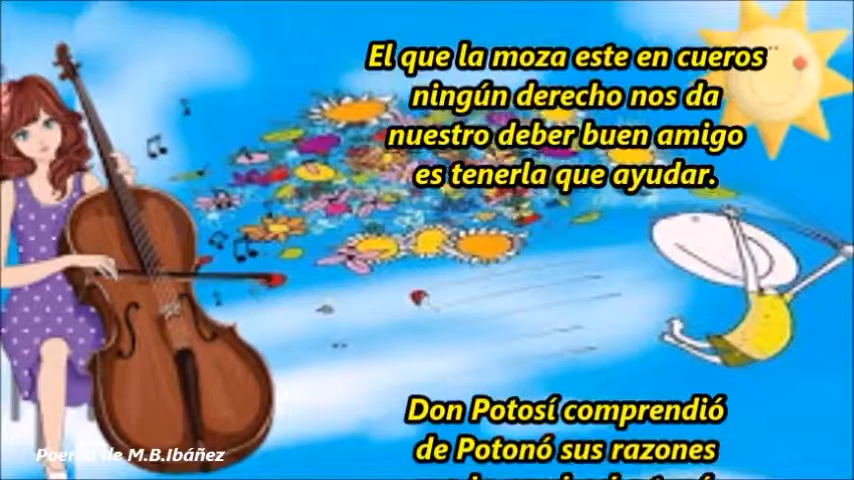 El que la moza este en cueros
ningún derecho nos da
nuestro deber buen amigo
es tenerla que ayudar.
Don Potosí comprendió
de Potonó sus razones
Poema de M.B.Ibáñez